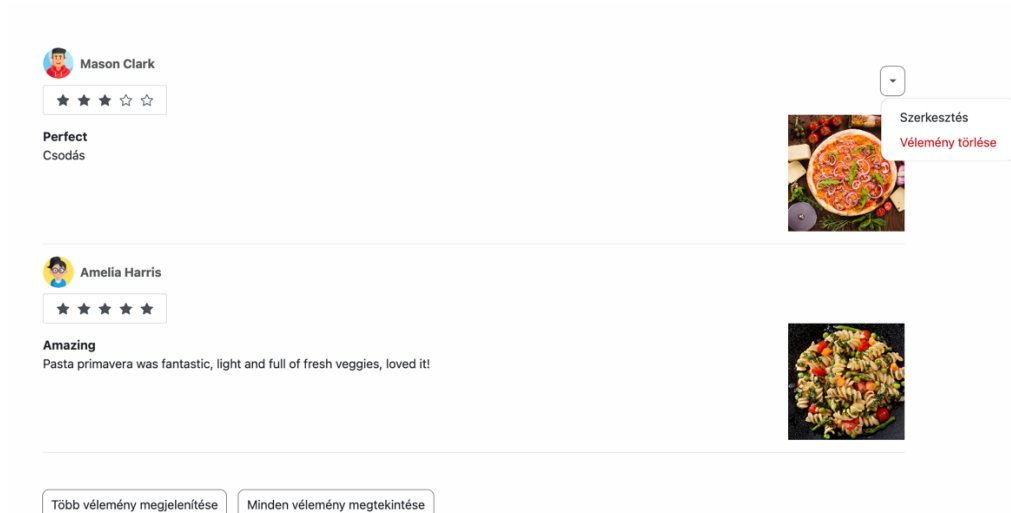 Mason Clark
Szerkesztés
Perfect
Vélemény törlése
Csodás
Amelia Harris
Amazing
Pasta primavera was fantastic, light and full of fresh veggies, loved it!
Több vélemény megjelenítése
Minden vélemény megtekintése